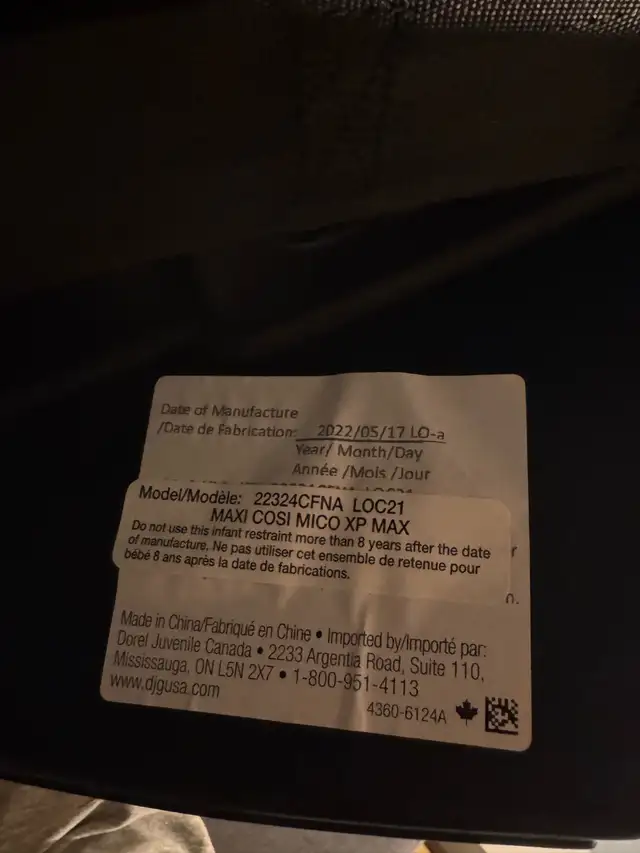 Date of Manufacture
/Date de Fabrication: 2022/05/17 LO-a
Year/ Month/Day
Année /Mois /Jour
Model/Modèle: 22324CFNA LOC21
MAXI COSI MICO XP MAX
Do not use this infant restraint more than 8 years after the date
of manufacture. Ne pas utiliser cet ensemble de retenue pour
bébé 8 ans après la date de fabrications.
r
n.
Made in China/Fabriqué en Chine • Imported by/Importé par:
Dorel Juvenile Canada • 2233 Argentia Road, Suite 110,
Mississauga, ON L5N 2X7 • 1-800-951-4113
www.djgusa.com
4360-6124A